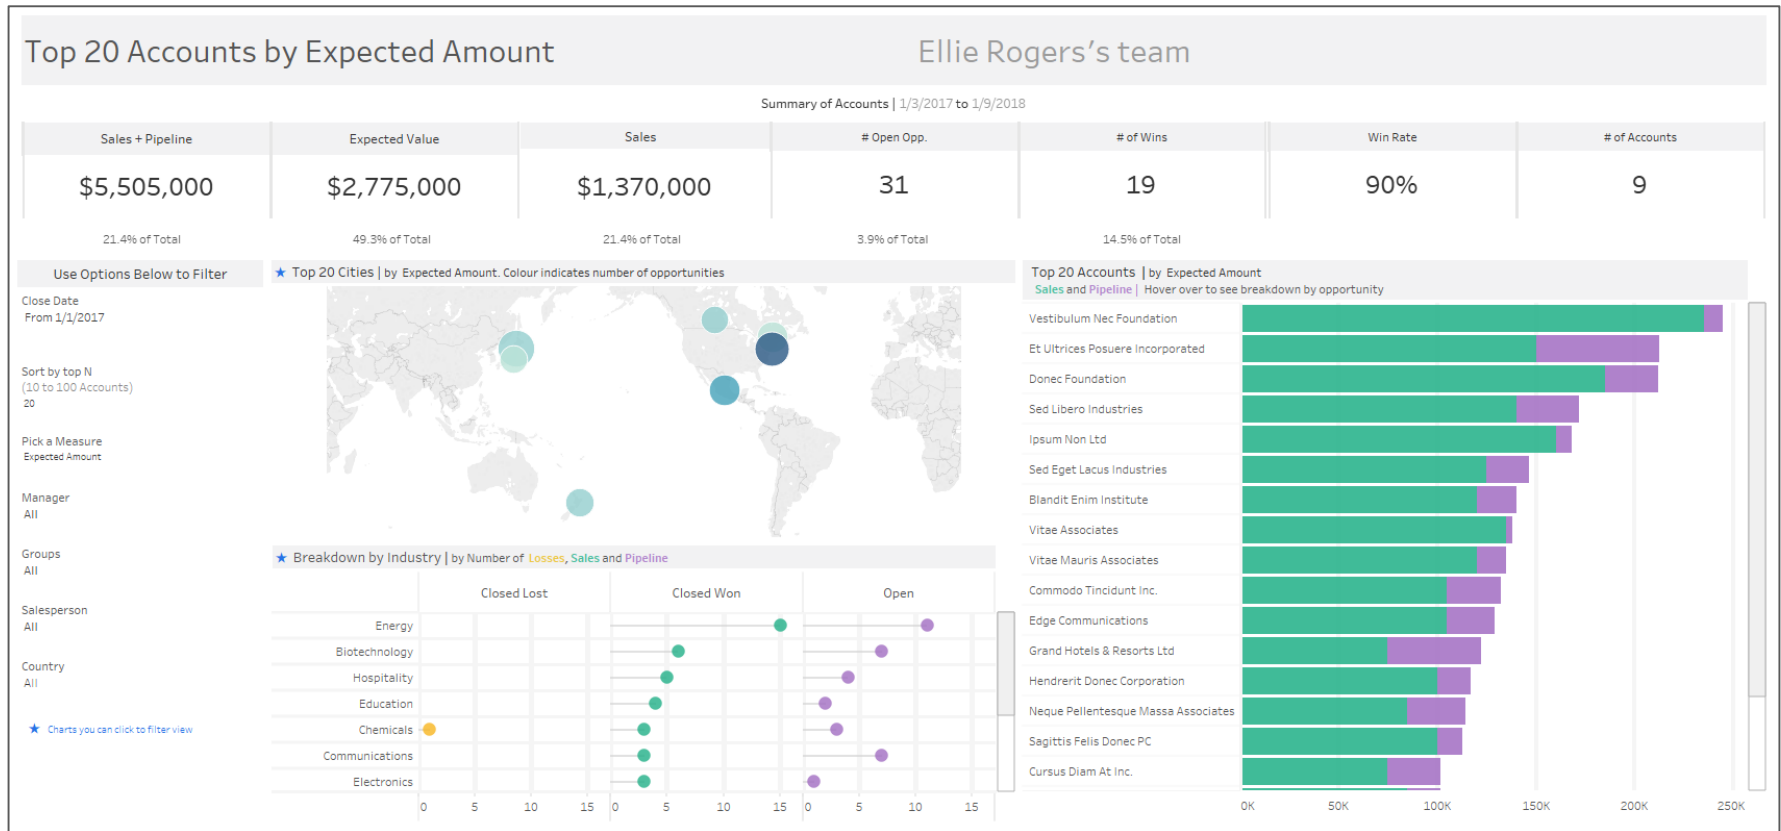 Top 20 Accounts by Expected Amount
Ellie Rogers's team
Summary of Accounts | 1/3/2017 to 1/9/2018
Sales + Pipeline
Expected Value
Sales
# Open Opp.
# of Wins
Win Rate
# of Accounts
$5,505,000
$2,775,000
$1,370,000
31
19
90%
9
21.4% of Total
49.3% of Total
21.4% of Total
3.9% of Total
14.5% of Total
Use Options Below to Filter
Close Date
From 1/1/2017
Sort by top N
(10 to 100 Accounts)
20
Pick a Measure
Expected Amount
Manager
All
Groups
All
Salesperson
All
Country
All
★ Charts you can click to filter view
★ Top 20 Cities | by Expected Amount. Colour indicates number of opportunities
★ Breakdown by Industry | by Number of Losses, Sales and Pipeline
Closed Lost
Closed Won
Open
Energy
Biotechnology
Hospitality
Education
Chemicals
Communications
Electronics
0 5 10 15 0 5 10 15 0 5 10 15
Top 20 Accounts | by Expected Amount
Sales and Pipeline | Hover over to see breakdown by opportunity
Vestibulum Nec Foundation
Et Ultrices Posuere Incorporated
Donec Foundation
Sed Libero Industries
Ipsum Non Ltd
Sed Eget Lacus Industries
Blandit Enim Institute
Vitae Associates
Vitae Mauris Associates
Commodo Tincidunt Inc.
Edge Communications
Grand Hotels & Resorts Ltd
Hendrerit Donec Corporation
Neque Pellentesque Massa Associates
Sagittis Felis Donec PC
Cursus Diam At Inc.
0K 50K 100K 150K 200K 250K